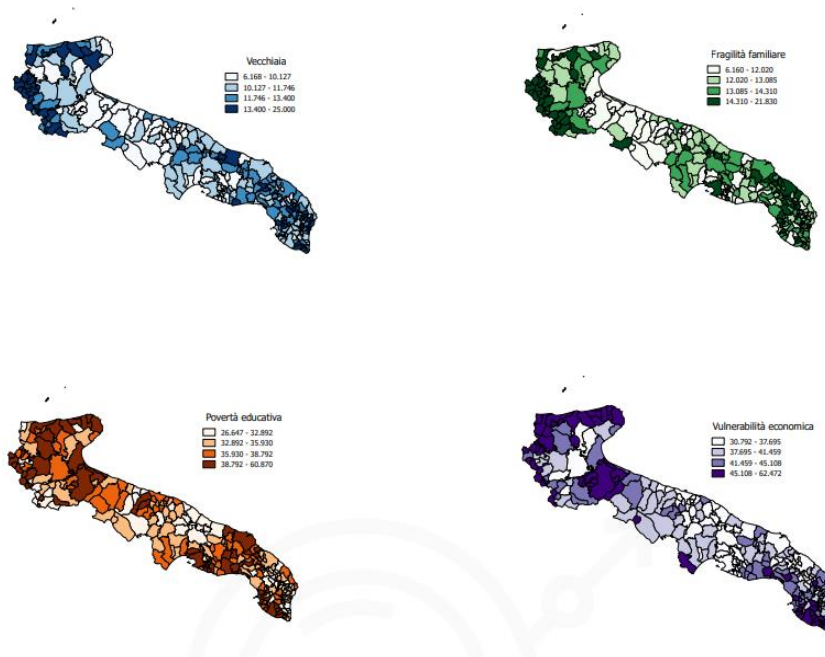 Vecchiaia
6.168 - 10.127
10.127 - 11.746
11.746 - 13.400
13.400 - 25.000
Fragilità familiare
6.160 - 12.020
12.020 - 13.085
13.085 - 14.310
14.310 - 21.830
Povertà educativa
26.647 - 32.892
32.892 - 35.930
35.930 - 38.792
38.792 - 60.870
Vulnerabilità economica
30.792 - 37.695
37.695 - 41.459
41.459 - 45.108
45.108 - 62.472